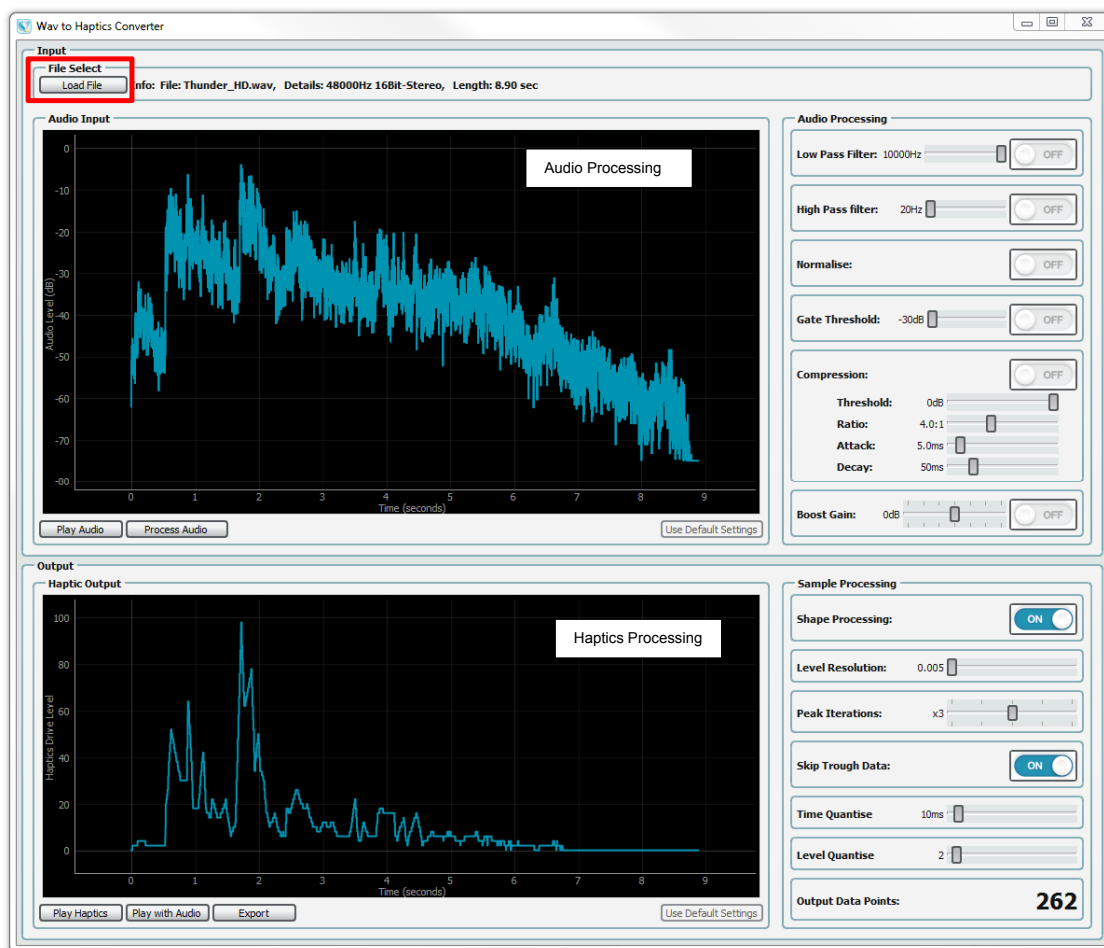 Wav to Haptics Converter
Input
File Select
Load File
Info: File: Thunder_HD.wav, Details: 48000Hz 16Bit-Stereo, Length: 8.90 sec
Audio Input
Audio Processing
0
-10
-20
-30
-40
-50
-60
-70
-80
Audio Level (dB)
0 1 2 3 4 5 6 7 8 9
Time (seconds)
Play Audio
Process Audio
Use Default Settings
Audio Processing
Low Pass Filter: 10000Hz OFF
High Pass filter: 20Hz OFF
Normalise: OFF
Gate Threshold: -30dB OFF
Compression: OFF
Threshold: 0dB
Ratio: 4.0:1
Attack: 5.0ms
Decay: 50ms
Boost Gain: 0dB OFF
Output
Haptic Output
Haptics Processing
100
80
60
40
20
0
Haptics Drive Level
0 1 2 3 4 5 6 7 8 9
Time (seconds)
Play Haptics
Play with Audio
Export
Use Default Settings
Sample Processing
Shape Processing: ON
Level Resolution: 0.005
Peak Iterations: x3
Skip Trough Data: ON
Time Quantise 10ms
Level Quantise 2
Output Data Points: 262